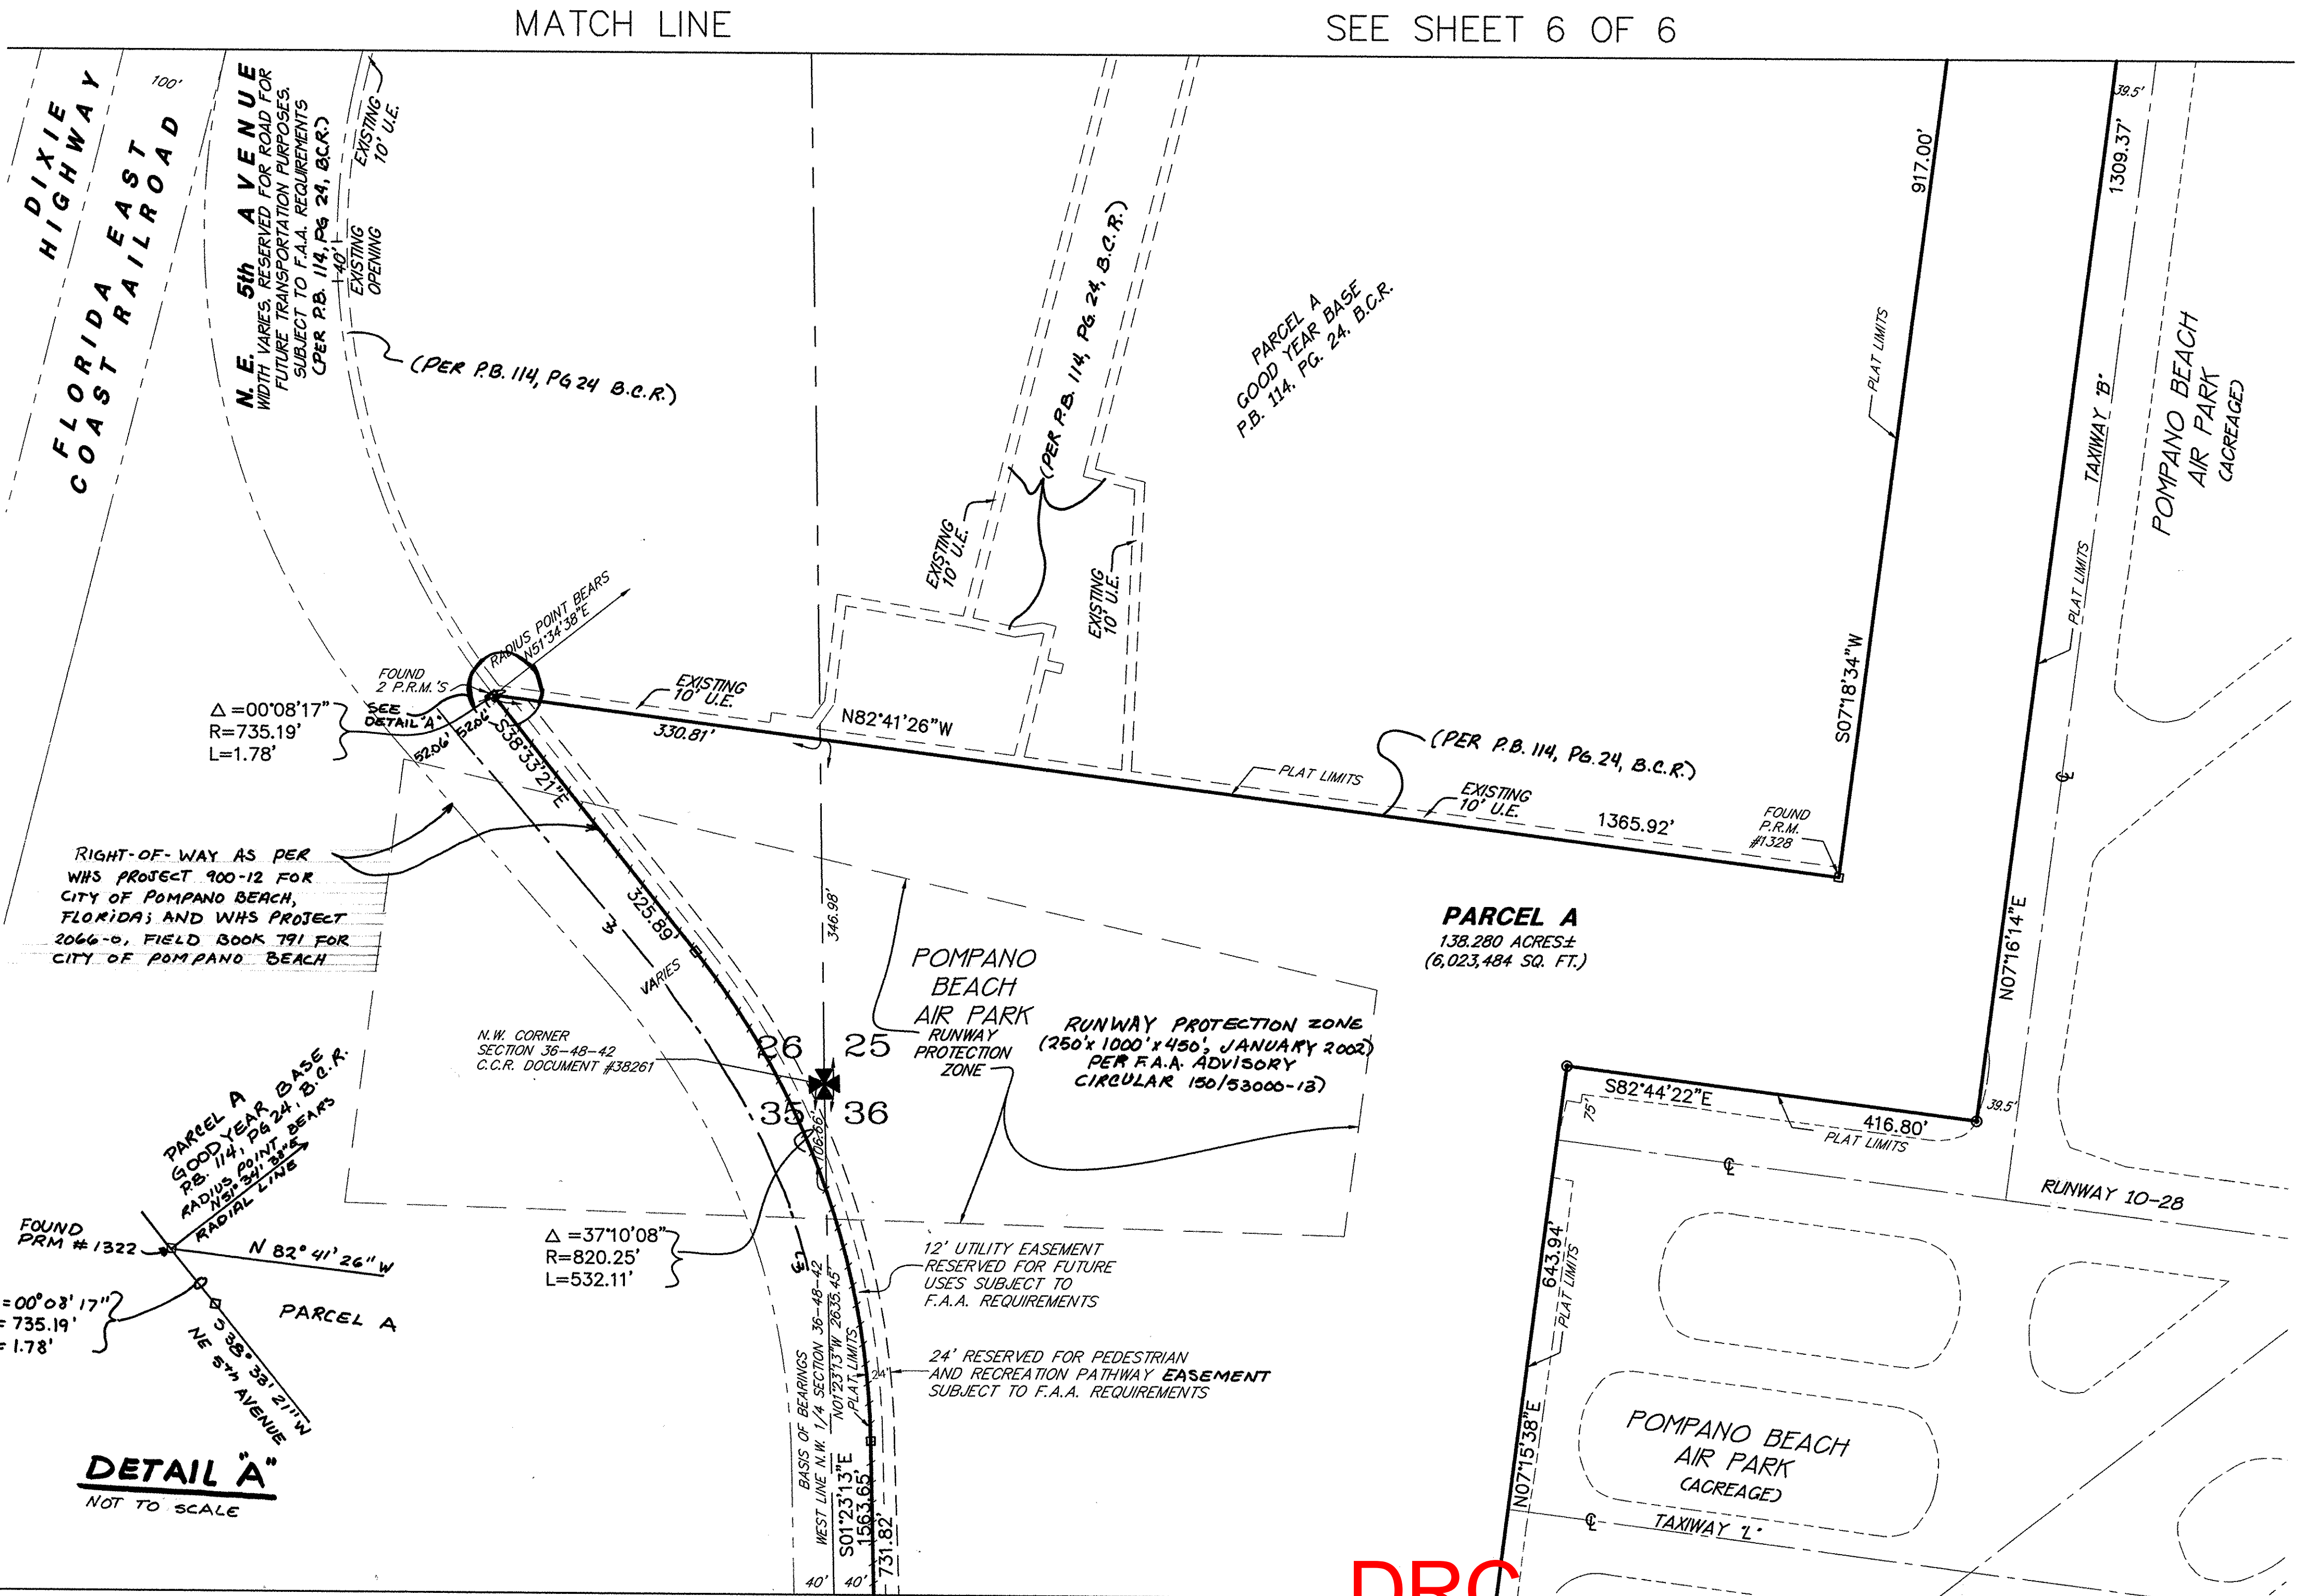 MATCH LINE
SEE SHEET 6 OF 6
DIXIE
HIGHWAY
FLORIDA EAST
COAST RAILROAD
100'
N. E. 5th AVENUE
WIDTH VARIES, RESERVED FOR ROAD FOR
FUTURE TRANSPORTATION PURPOSES.
SUBJECT TO F.A.A. REQUIREMENTS
(PER P.B. 114, PG 24, B.C.R.)
40'
EXISTING
OPENING
EXISTING
10' U.E.
(PER P.B. 114, PG 24 B.C.R.)
(PER P.B. 114, PG. 24, B.C.R.)
PARCEL A
GOOD YEAR BASE
P.B. 114, PG. 24, B.C.R.
917.00'
PLAT LIMITS
S07°18'34"W
39.5'
1309.37'
TAXIWAY "B"
PLAT LIMITS
N07°16'14"E
POMPANO BEACH
AIR PARK
(ACREAGE)
EXISTING
10' U.E.
EXISTING
10' U.E.
RADIUS POINT BEARS
N51°34'38"E
FOUND
2 P.R.M.'S
SEE
DETAIL "A"
Δ =00°08'17"
R=735.19'
L=1.78'
52.06'
52.06'
S38°33'21"E
325.89'
EXISTING
10' U.E.
330.81'
N82°41'26"W
PLAT LIMITS
(PER P.B. 114, PG. 24, B.C.R.)
EXISTING
10' U.E.
1365.92'
FOUND
P.R.M.
#1328
RIGHT-OF-WAY AS PER
WHS PROJECT 900-12 FOR
CITY OF POMPANO BEACH,
FLORIDA; AND WHS PROJECT
2066-0, FIELD BOOK 791 FOR
CITY OF POMPANO BEACH
VARIES
346.98'
PARCEL A
138.280 ACRES±
(6,023,484 SQ. FT.)
POMPANO
BEACH
AIR PARK
RUNWAY
PROTECTION
ZONE
RUNWAY PROTECTION ZONE
(250'x 1000'x 450', JANUARY 2002)
PER F.A.A. ADVISORY
CIRCULAR 150/53000-13)
N.W. CORNER
SECTION 36-48-42
C.C.R. DOCUMENT #38261
26 25
35 36
106.66'
S82°44'22"E
416.80'
PLAT LIMITS
39.5'
75'
RUNWAY 10-28
643.94'
PLAT LIMITS
N07°15'38"E
PARCEL A
GOOD YEAR BASE
P.B. 114, PG 24, B.C.R.
RADIUS POINT BEARS
N51° 34' 38"E
RADIAL LINE
FOUND
PRM # 1322
N 82° 41' 26" W
=00° 08' 17"
= 735.19'
= 1.78'
PARCEL A
S 38° 33' 21" W
NE 5th AVENUE
DETAIL "A"
NOT TO SCALE
Δ =37°10'08"
R=820.25'
L=532.11'
12' UTILITY EASEMENT
RESERVED FOR FUTURE
USES SUBJECT TO
F.A.A. REQUIREMENTS
24' RESERVED FOR PEDESTRIAN
AND RECREATION PATHWAY EASEMENT
SUBJECT TO F.A.A. REQUIREMENTS
24'
BASIS OF BEARINGS
WEST LINE N.W. 1/4 SECTION 36-48-42
N01°23'13"W 2635.45'
PLAT LIMITS
S01°23'13"E
1563.65'
731.82'
40' 40'
POMPANO BEACH
AIR PARK
(ACREAGE)
TAXIWAY "L"
DRC